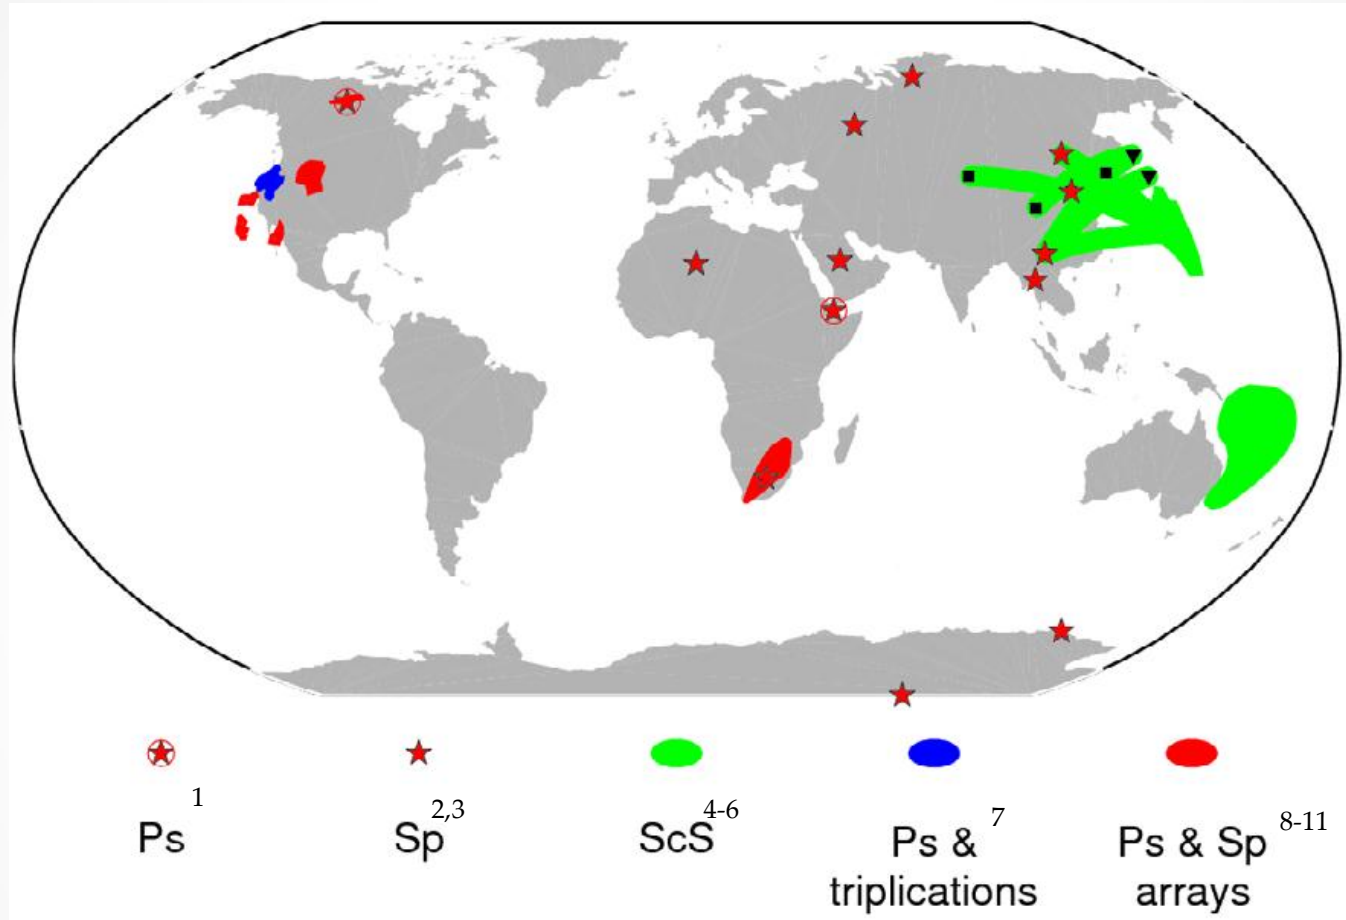 Ps 1
Sp 2,3
ScS 4-6
Ps & 7
triplications
Ps & Sp 8-11
arrays